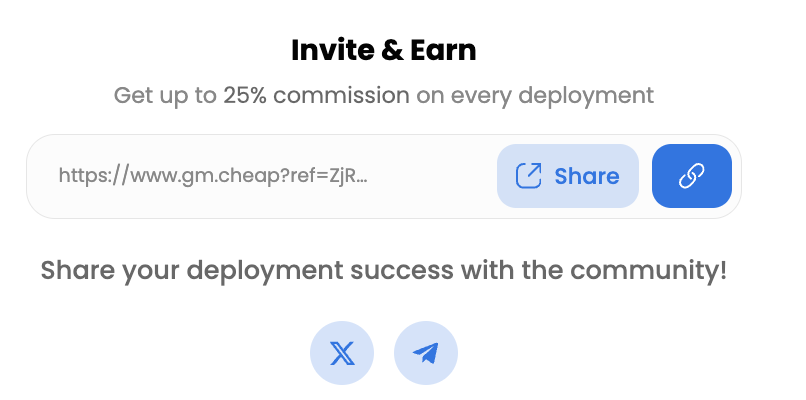 Invite & Earn
Get up to 25% commission on every deployment
https://www.gm.cheap?ref=ZjR...
Share
Share your deployment success with the community!